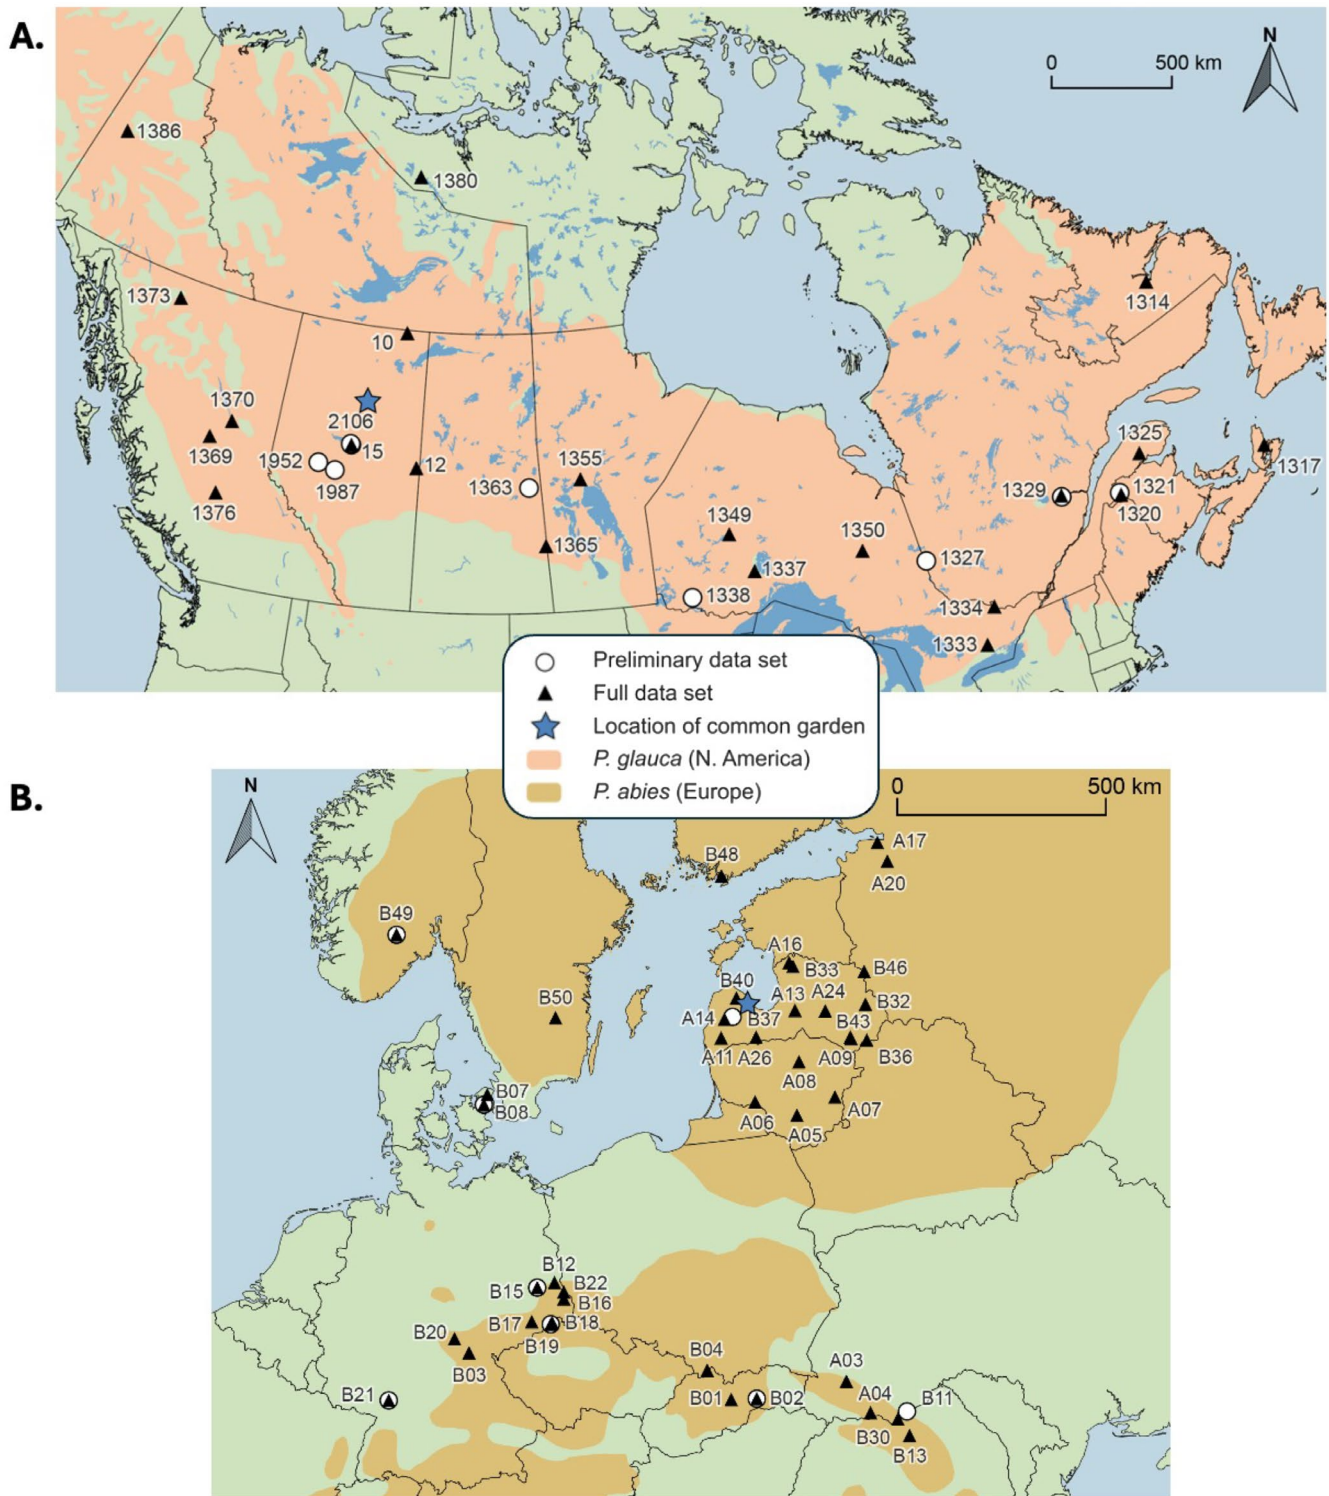 A.
N
0 500 km
1386
1380
1373
1314
10
1370
2106
1325
1369
15
1952
12
1355
1317
1987
1363
1329
1321
1376
1320
1349
1350
1365
1327
1337
1338
1334
1333
Preliminary data set
Full data set
Location of common garden
P. glauca (N. America)
P. abies (Europe)
B.
N
0 500 km
A17
B48
A20
B49
A16
B33
B46
B40
A13
A24
B32
B50
A14
B37
B43
A11
A26
A09
B36
A08
B07
B08
A06
A07
A05
B12
B15
B22
B16
B17
B18
B20
B19
B03
B04
A03
B21
B01
B02
A04
B11
B30
B13